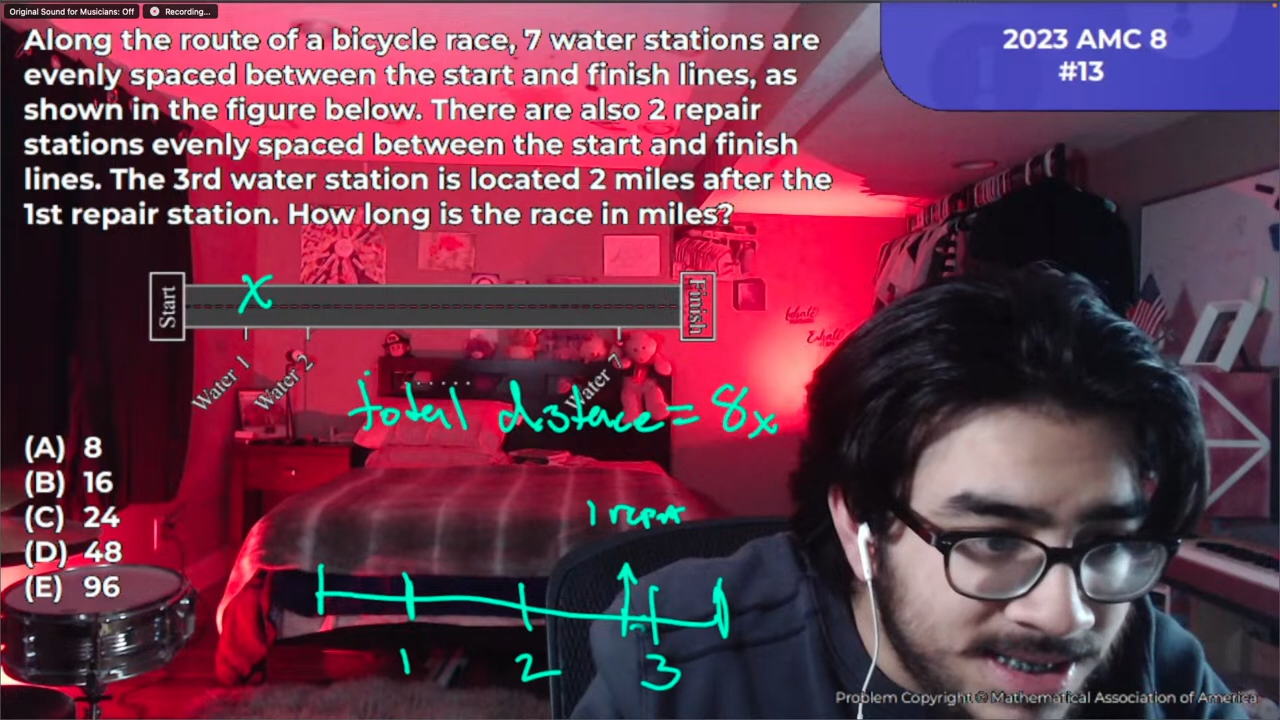 Original Sound for Musicians: Off
Recording...
Along the route of a bicycle race, 7 water stations are
evenly spaced between the start and finish lines, as
shown in the figure below. There are also 2 repair
stations evenly spaced between the start and finish
lines. The 3rd water station is located 2 miles after the
1st repair station. How long is the race in miles?
2023 AMC 8
#13
Start
x
Finish
Water 1
Water 2
......
Water 7
total distance = 8x
(A) 8
(B) 16
(C) 24
(D) 48
(E) 96
1 repair
1 2 3
Problem Copyright © Mathematical Association of America